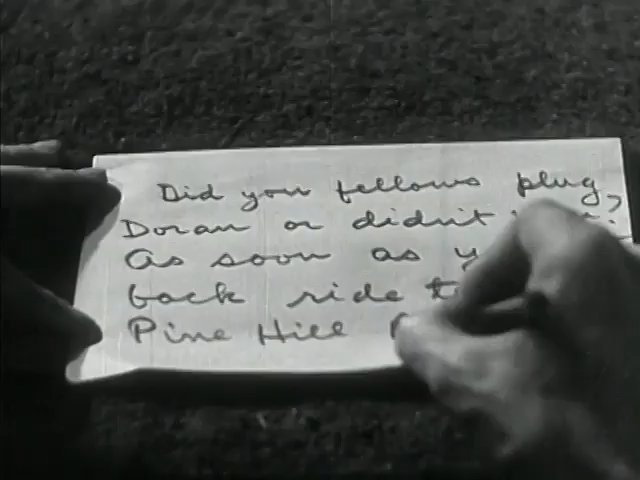 Did you fellows plug,
Doran or didn't
As soon as
back ride
Pine Hill